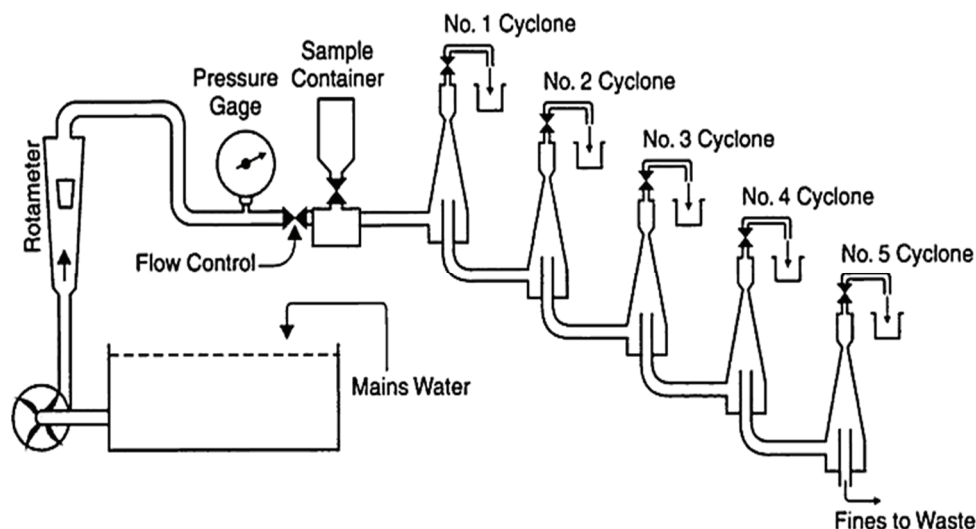 No. 1 Cyclone
Sample
Container
Pressure
Gage
No. 2 Cyclone
No. 3 Cyclone
Rotameter
No. 4 Cyclone
Flow Control
No. 5 Cyclone
Mains Water
Fines to Waste